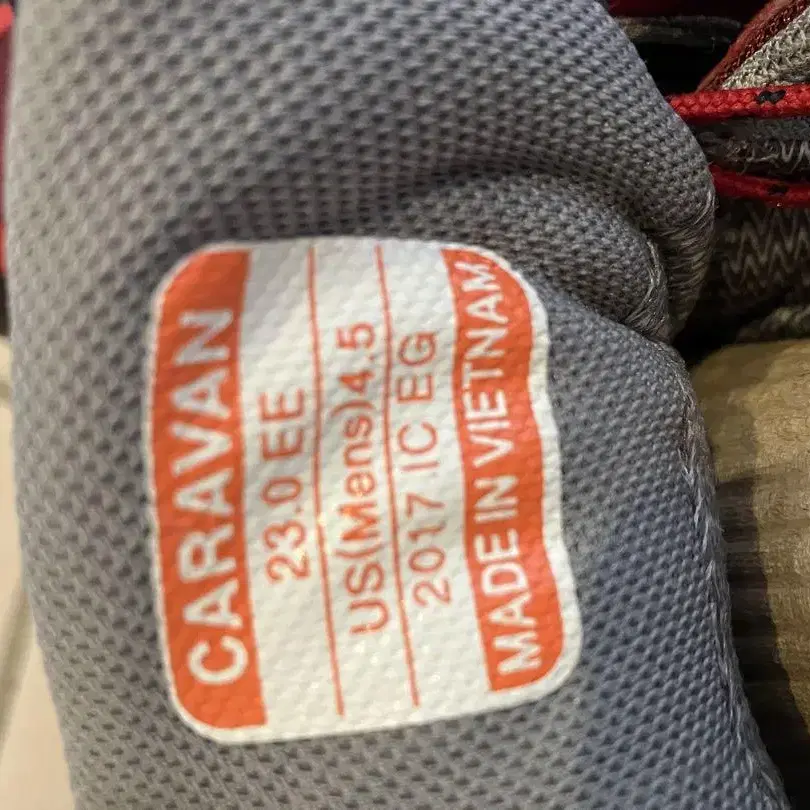 CARAVAN
23.0 EE
US(Mens)4.5
2017 IC EG
MADE IN VIETNAM